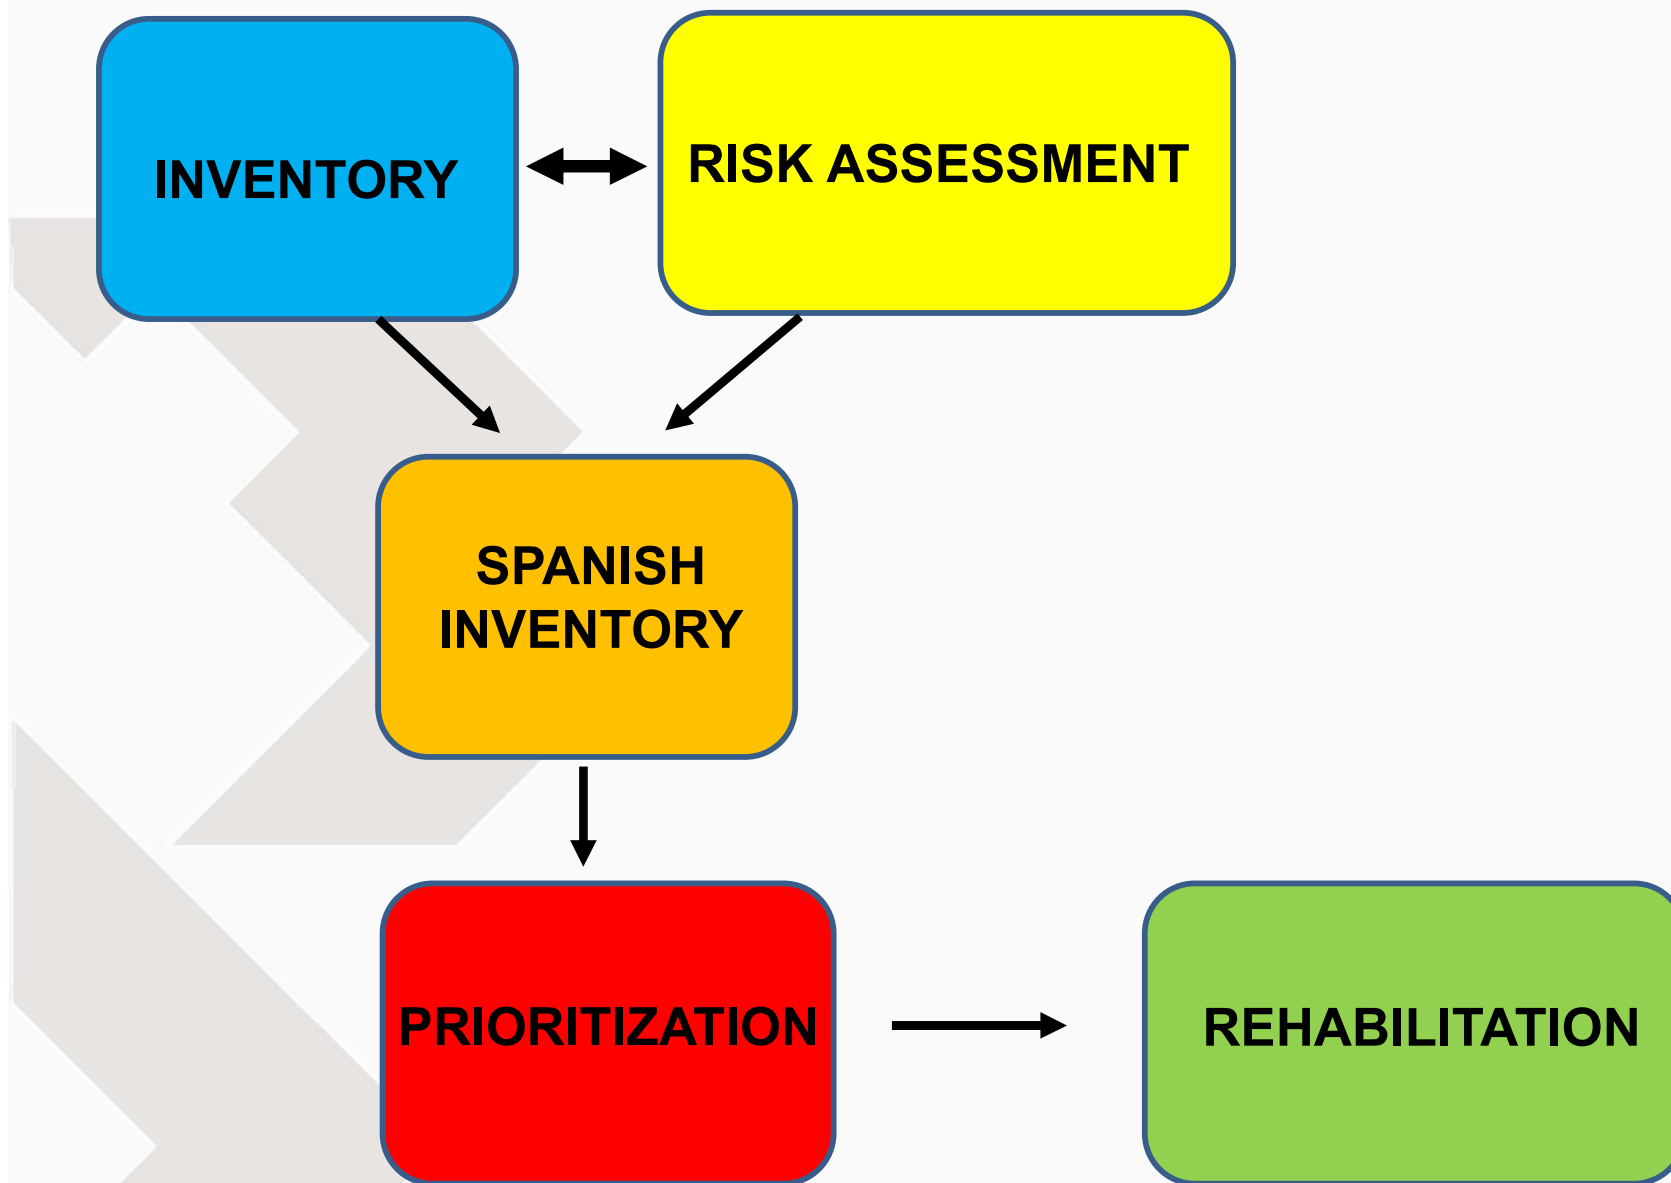 INVENTORY
RISK ASSESSMENT
SPANISH
INVENTORY
PRIORITIZATION
REHABILITATION